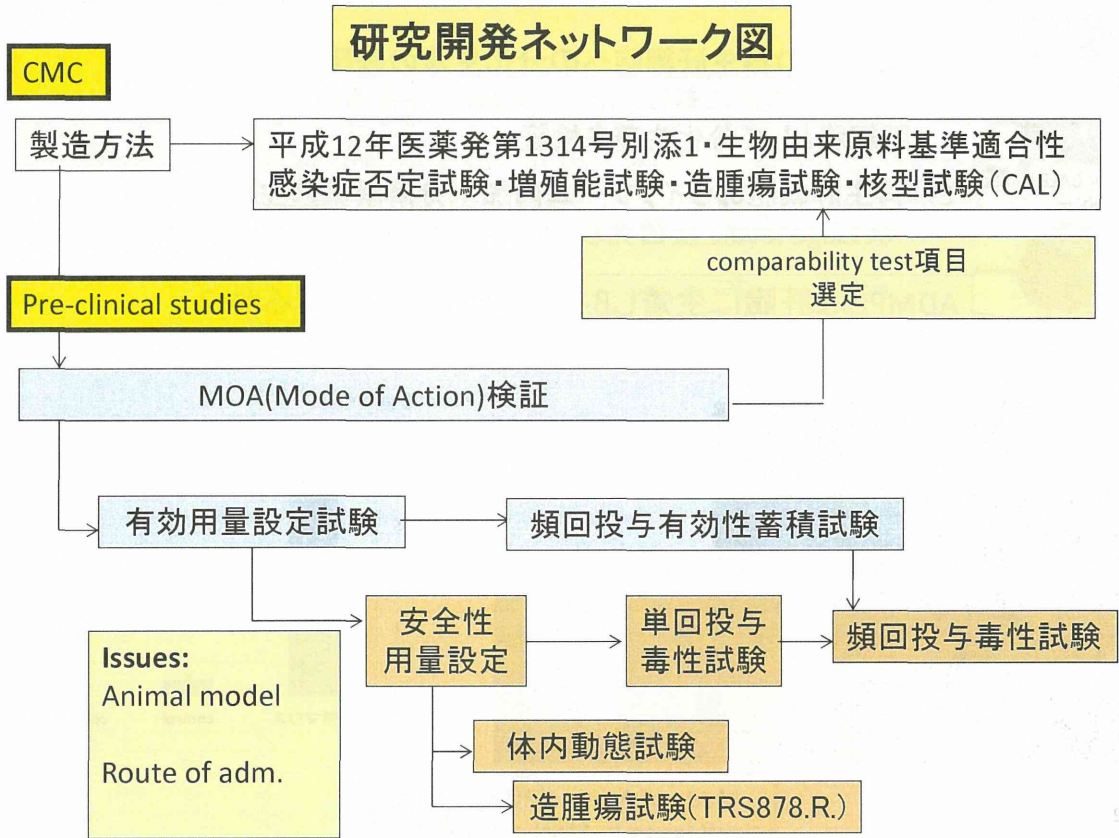 研究開発ネットワーク図
CMC
製造方法
平成12年医薬発第1314号別添1・生物由来原料基準適合性
感染症否定試験・増殖能試験・造腫瘍試験・核型試験(CAL)
comparability test項目
選定
Pre-clinical studies
MOA(Mode of Action)検証
有効用量設定試験
頻回投与有効性蓄積試験
安全性
用量設定
単回投与
毒性試験
頻回投与毒性試験
Issues:
Animal model
Route of adm.
体内動態試験
造腫瘍試験(TRS878.R.)